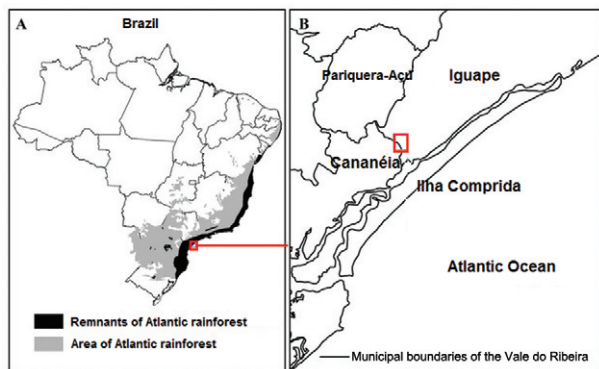 A
Brazil
Remnants of Atlantic rainforest
Area of Atlantic rainforest
B
Pariquera-Açu
Iguape
Cananéia
Ilha Comprida
Atlantic Ocean
Municipal boundaries of the Vale do Ribeira